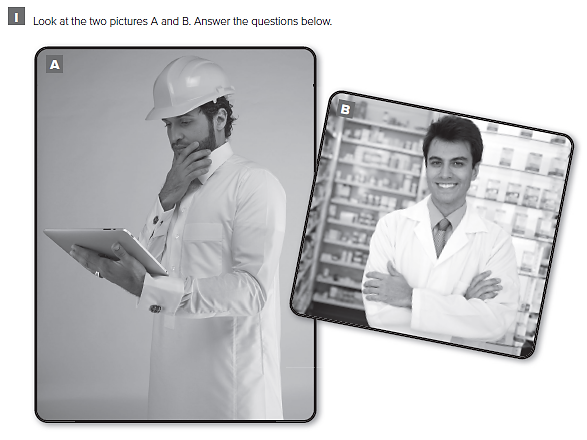 I Look at the two pictures A and B. Answer the questions below.
A
B